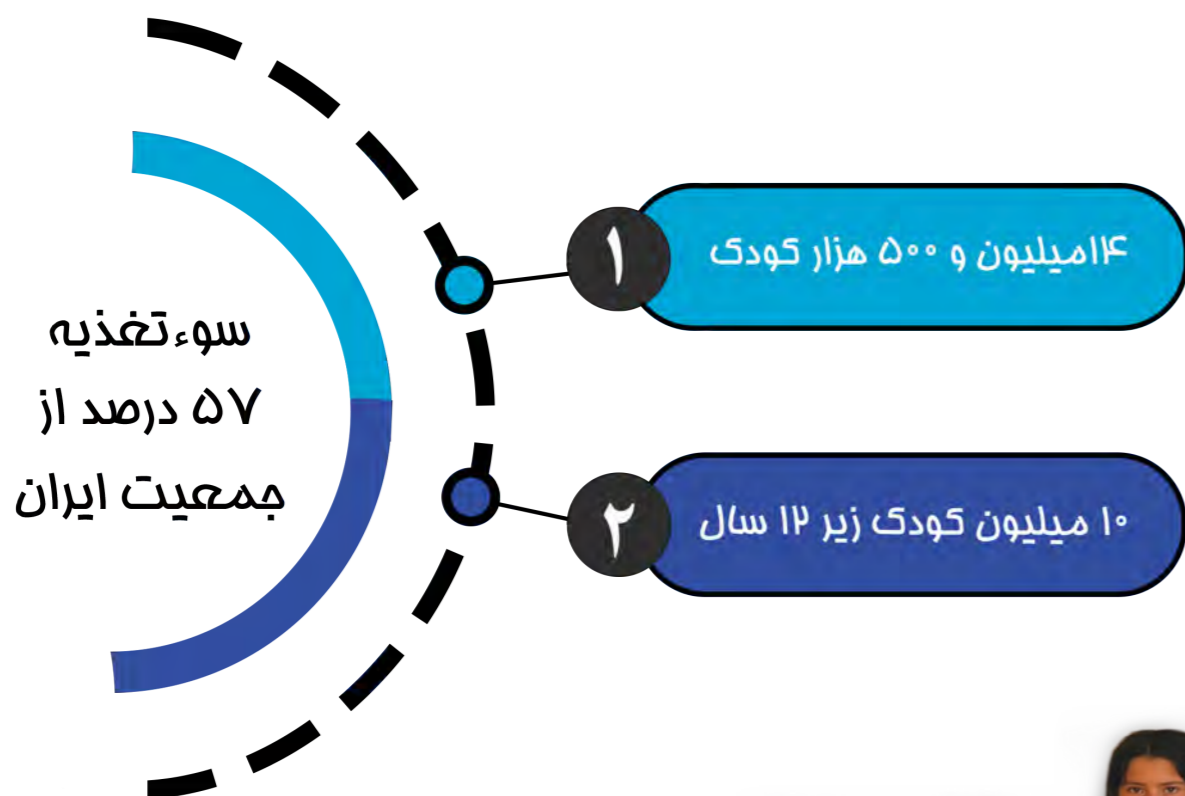 سوءتغذیه
۵۷ درصد از
جمعیت ایران
۱
۱۴میلیون و ۵۰۰ هزار کودک
۲
۱۰ میلیون کودک زیر ۱۲ سال